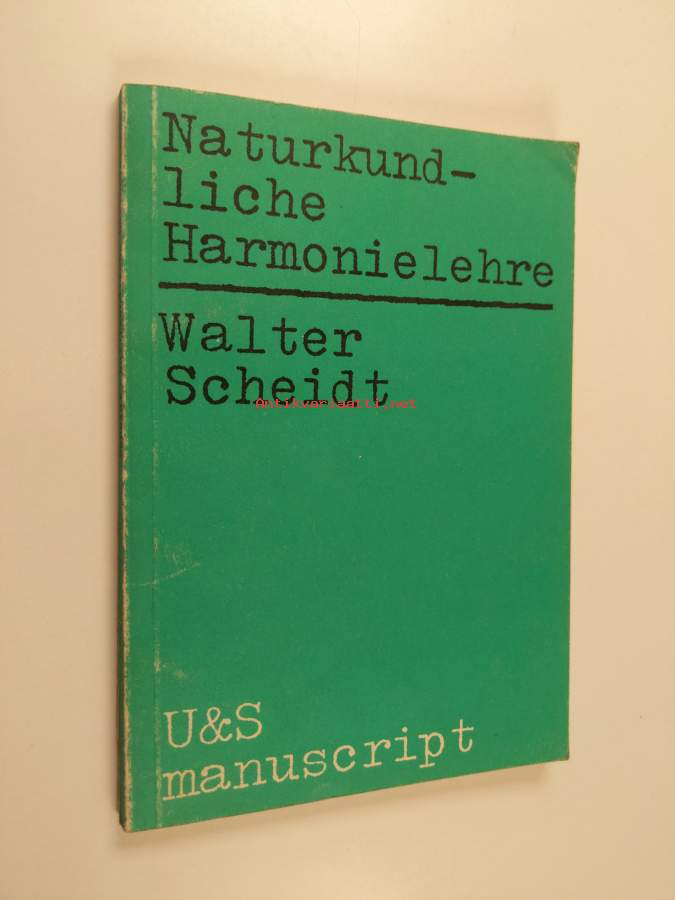 Naturkund-
liche
Harmonielehre
Walter
Scheidt
Antikvariaatti.net
U&S
manuscript